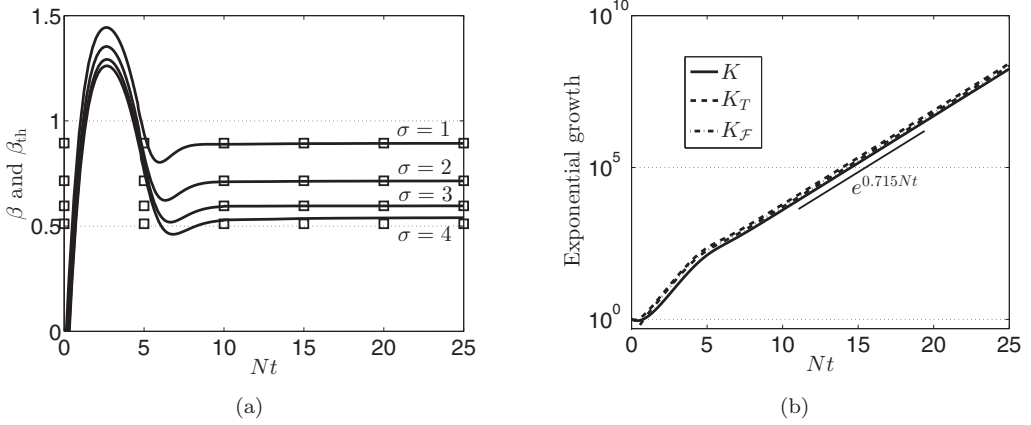 1.5
1
0.5
0
β and β_th
σ = 1
σ = 2
σ = 3
σ = 4
0 5 10 15 20 25
Nt
(a)
10^10
10^5
10^0
Exponential growth
K
K_T
K_ℱ
e^{0.715Nt}
0 5 10 15 20 25
Nt
(b)